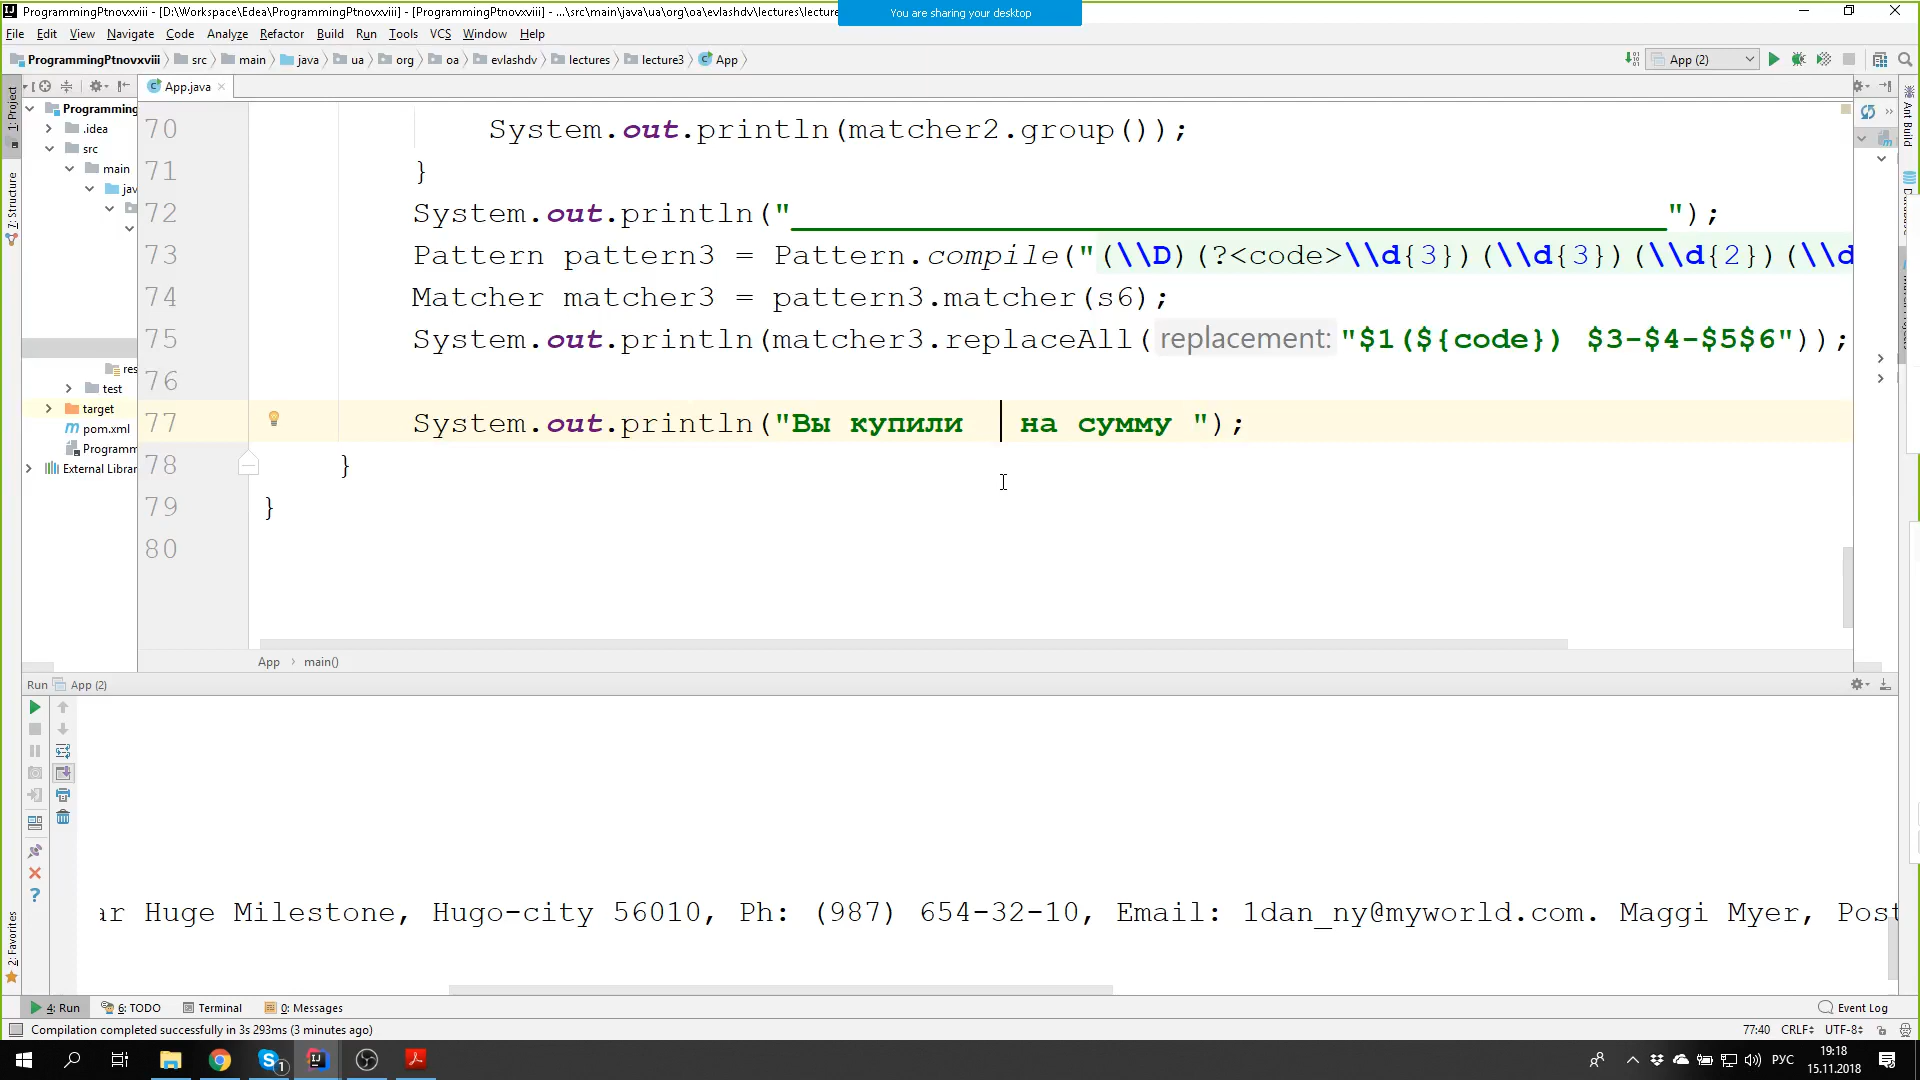 ProgrammingPtnovxviii - [D:\Workspace\Edea\ProgrammingPtnovxviii] - [ProgrammingPtnovxviii] - ...\src\main\java\ua\org\oa\evlashdv\lectures\lecture
You are sharing your desktop
File Edit View Navigate Code Analyze Refactor Build Run Tools VCS Window Help
ProgrammingPtnovxviii src main java ua org oa evlashdv lectures lecture3 App
App (2)
App.java
1: Project
7: Structure
2: Favorites
Ant Build
Programming
.idea
src
main
jav
res
test
target
pom.xml
Programm
External Librar
70 System.out.println(matcher2.group());
71 }
72 System.out.println("__________");
73 Pattern pattern3 = Pattern.compile("(\\D)(?<code>\\d{3})(\\d{3})(\\d{2})(\\d
74 Matcher matcher3 = pattern3.matcher(s6);
75 System.out.println(matcher3.replaceAll( replacement: "$1(${code}) $3-$4-$5$6"));
76
77 System.out.println("Вы купили   на сумму ");
78 }
79 }
80
App › main()
Run App (2)
ar Huge Milestone, Hugo-city 56010, Ph: (987) 654-32-10, Email: 1dan_ny@myworld.com. Maggi Myer, Post
4: Run 6: TODO Terminal 0: Messages Event Log
Compilation completed successfully in 3s 293ms (3 minutes ago)
77:40 CRLF UTF-8
РУС
19:18
15.11.2018